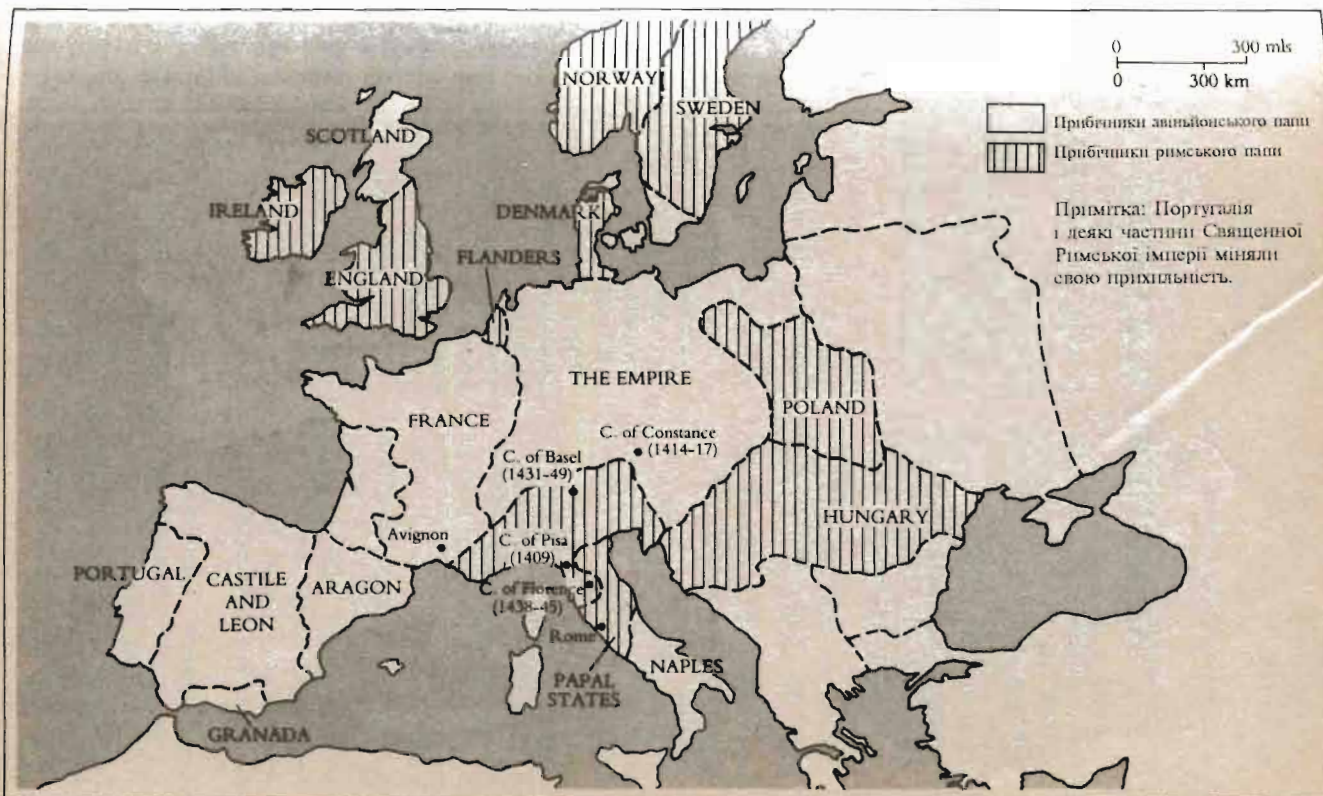 0 300 mls
0 300 km
Прибічники авіньйонського папи
Прибічники римського папи
Примітка: Португалія
і деякі частини Священної
Римської імперії міняли
свою прихильність.
NORWAY
SWEDEN
SCOTLAND
IRELAND
DENMARK
ENGLAND
FLANDERS
THE EMPIRE
POLAND
FRANCE
C. of Constance
(1414-17)
C. of Basel
(1431-49)
HUNGARY
Avignon
C. of Pisa
(1409)
PORTUGAL
CASTILE
AND
LEON
ARAGON
C. of Florence
(1438-45)
Rome
NAPLES
PAPAL
STATES
GRANADA